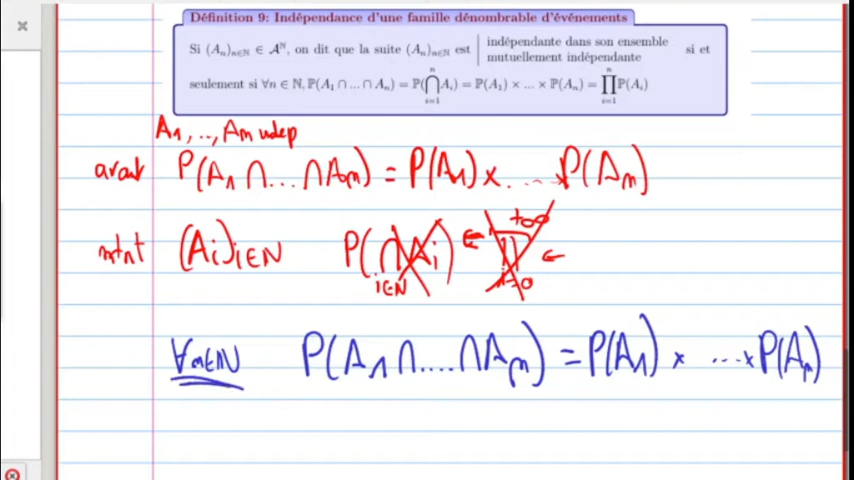 Définition 9: Indépendance d'une famille dénombrable d'événements
Si (Aₙ)ₙ∈ℕ ∈ 𝒜^ℕ, on dit que la suite (Aₙ)ₙ∈ℕ est | indépendante dans son ensemble
mutuellement indépendante si et
seulement si ∀n ∈ ℕ, ℙ(A₁ ∩ ... ∩ Aₙ) = ℙ(⋂ᵢ₌₁ⁿ Aᵢ) = ℙ(A₁) × ... × ℙ(Aₙ) = ∏ᵢ₌₁ⁿ ℙ(Aᵢ)
A₁, .., Aₙ indep
avant P(A₁ ∩ ... ∩ Aₙ) = P(A₁) × .... × P(Aₙ)
mtnt (Aᵢ)ᵢ∈ℕ P(∩ᵢ∈ℕ Aᵢ) ⇐ ∏ᵢ₌₀^+∞ ←
∀n∈ℕ P(A₁ ∩ .... ∩ Aₙ) = P(A₁) × ... × P(Aₙ)